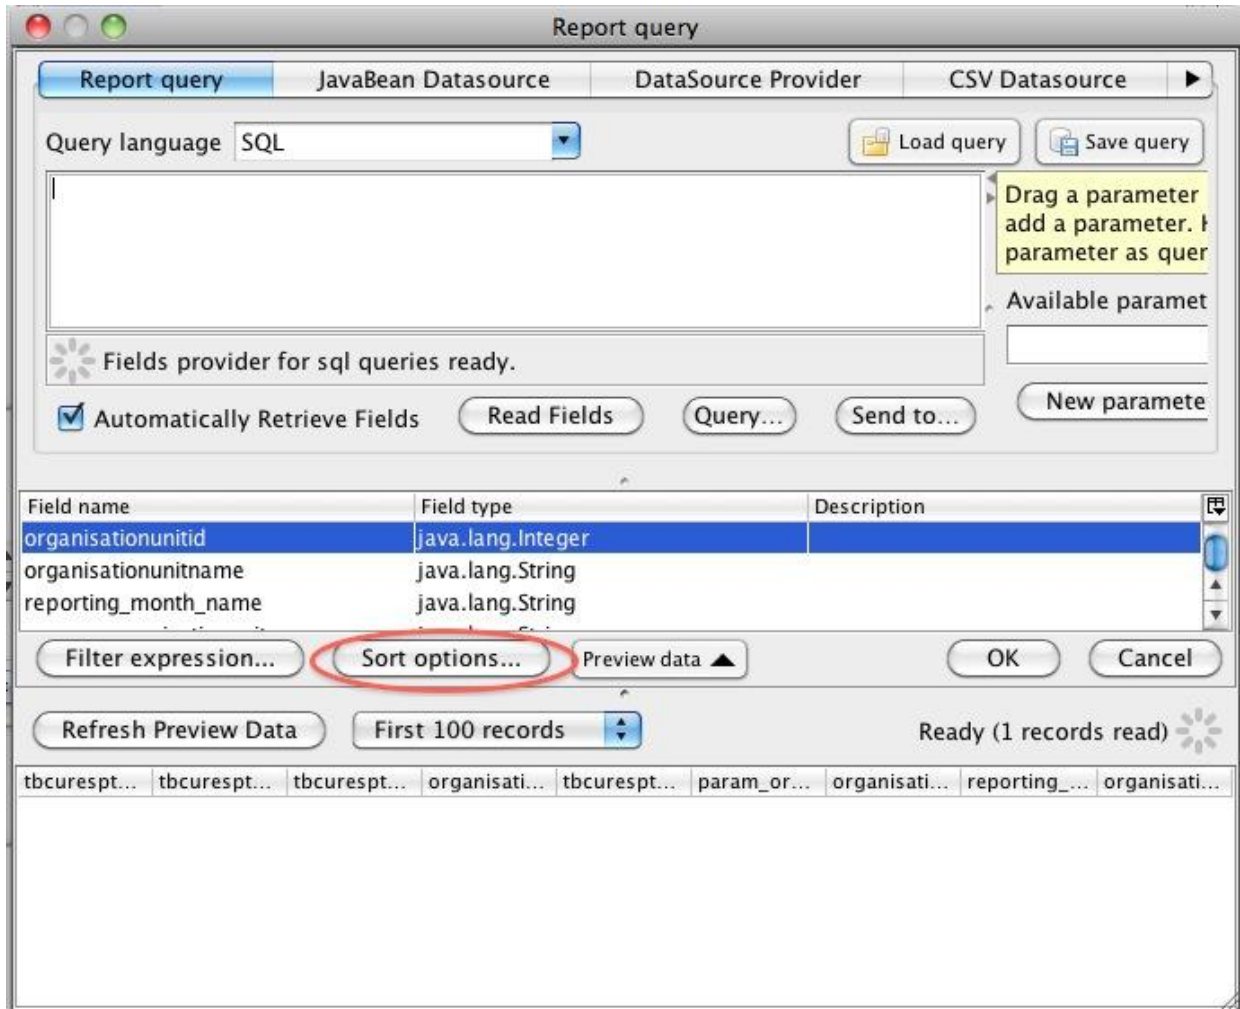 Report query
Report query JavaBean Datasource DataSource Provider CSV Datasource
Query language SQL Load query Save query
Drag a parameter
add a parameter.
parameter as quer
Available paramet
Fields provider for sql queries ready.
Automatically Retrieve Fields Read Fields Query... Send to... New paramete
Field name Field type Description
organisationunitid java.lang.Integer
organisationunitname java.lang.String
reporting_month_name java.lang.String
Filter expression... Sort options... Preview data OK Cancel
Refresh Preview Data First 100 records Ready (1 records read)
tbcurespt... tbcurespt... tbcurespt... organisati... tbcurespt... param_or... organisati... reporting_... organisati...